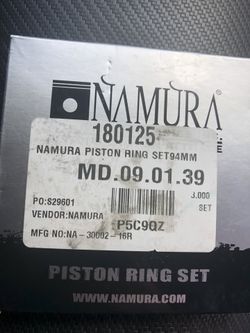 NAMURA
180125
NAMURA PISTON RING SET94MM
MD.09.01.39
PO:S29601
3.000
VENDOR:NAMURA
P5C9QZ
SET
MFG NO:NA-30002-16R
PISTON RING SET
WWW.NAMURA.COM